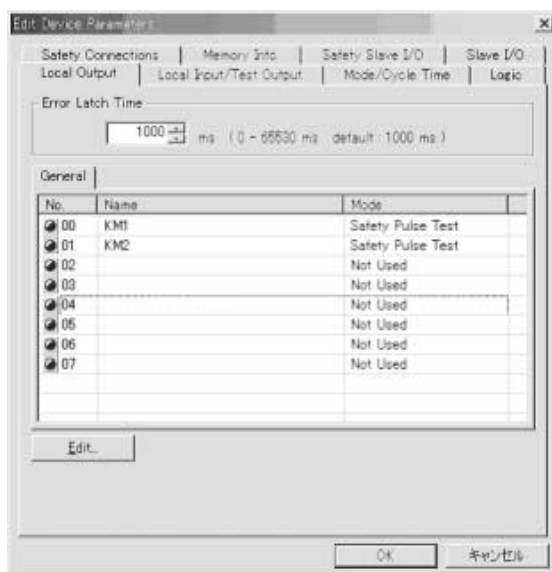 Edit Device Parameters
Safety Connections Memory Info Safety Slave I/O Slave I/O
Local Output Local Input/Test Output Mode/Cycle Time Logic
Error Latch Time
1000 ms ( 0 - 65530 ms default : 1000 ms )
General
No. Name Mode
00 KM1 Safety Pulse Test
01 KM2 Safety Pulse Test
02 Not Used
03 Not Used
04 Not Used
05 Not Used
06 Not Used
07 Not Used
Edit...
OK キャンセル